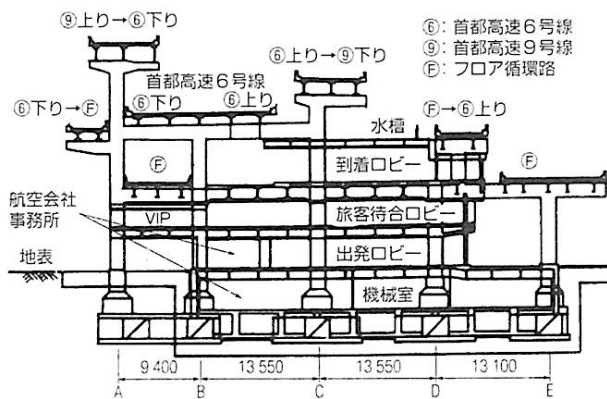 ⑨上り→⑥下り
⑥上り→⑨下り
⑥: 首都高速6号線
⑨: 首都高速9号線
Ⓕ: フロア循環路
首都高速6号線
⑥下り→Ⓕ
⑥下り
⑥上り
Ⓕ→⑥上り
水槽
到着ロビー
Ⓕ
Ⓕ
航空会社
事務所
VIP
旅客待合ロビー
出発ロビー
地表
機械室
9 400
13 550
13 550
13 100
A
B
C
D
E